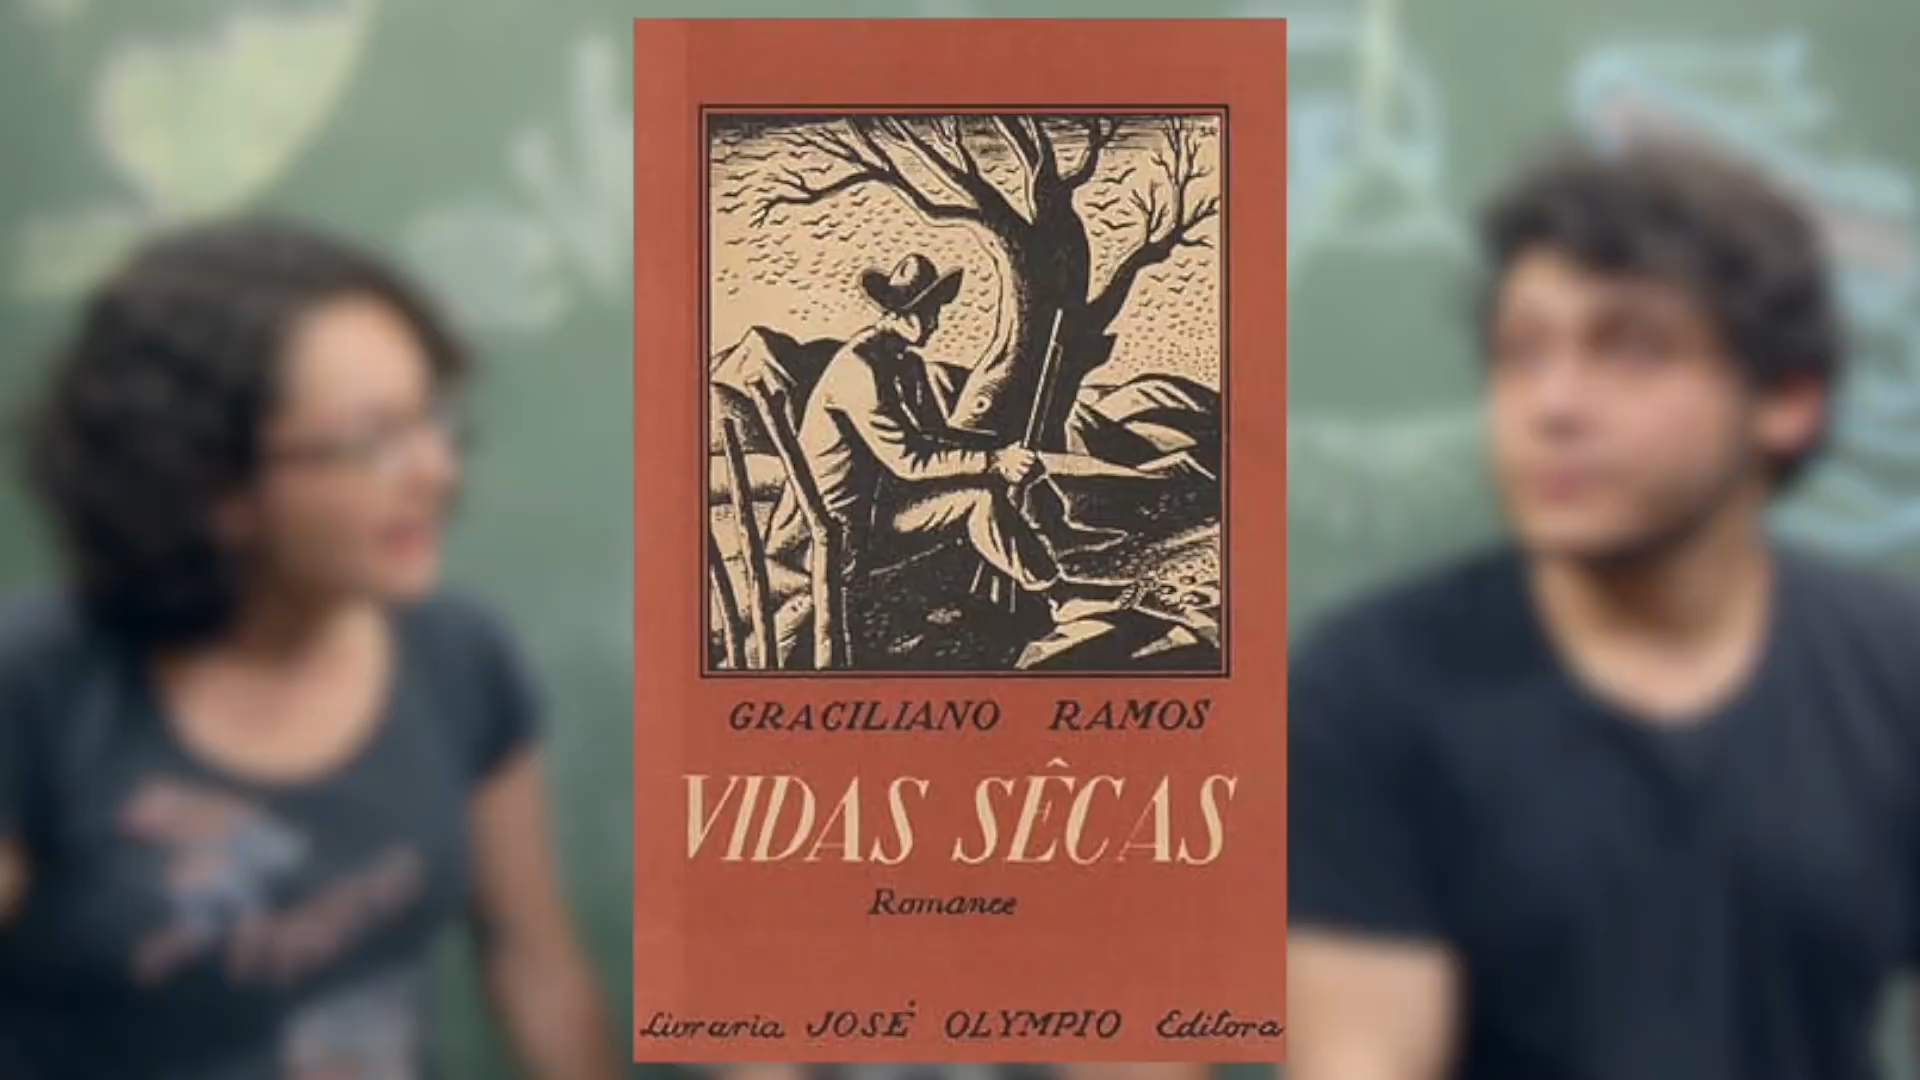 GRACILIANO RAMOS
VIDAS SÊCAS
Romance
Livraria JOSÉ OLYMPIO Editora